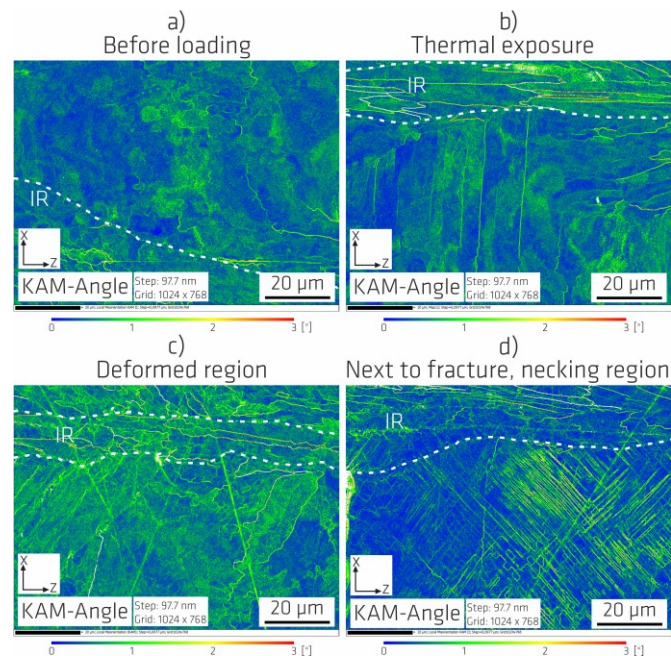 a)
Before loading
IR
X
Z
KAM-Angle
Step: 97.7 nm
Grid: 1024 x 768
20 µm
0 1 2 3 [°]
b)
Thermal exposure
IR
X
Z
KAM-Angle
Step: 97.7 nm
Grid: 1024 x 768
20 µm
0 1 2 3 [°]
c)
Deformed region
IR
X
Z
KAM-Angle
Step: 97.7 nm
Grid: 1024 x 768
20 µm
0 1 2 3 [°]
d)
Next to fracture, necking region
IR
X
Z
KAM-Angle
Step: 97.7 nm
Grid: 1024 x 768
20 µm
0 1 2 3 [°]